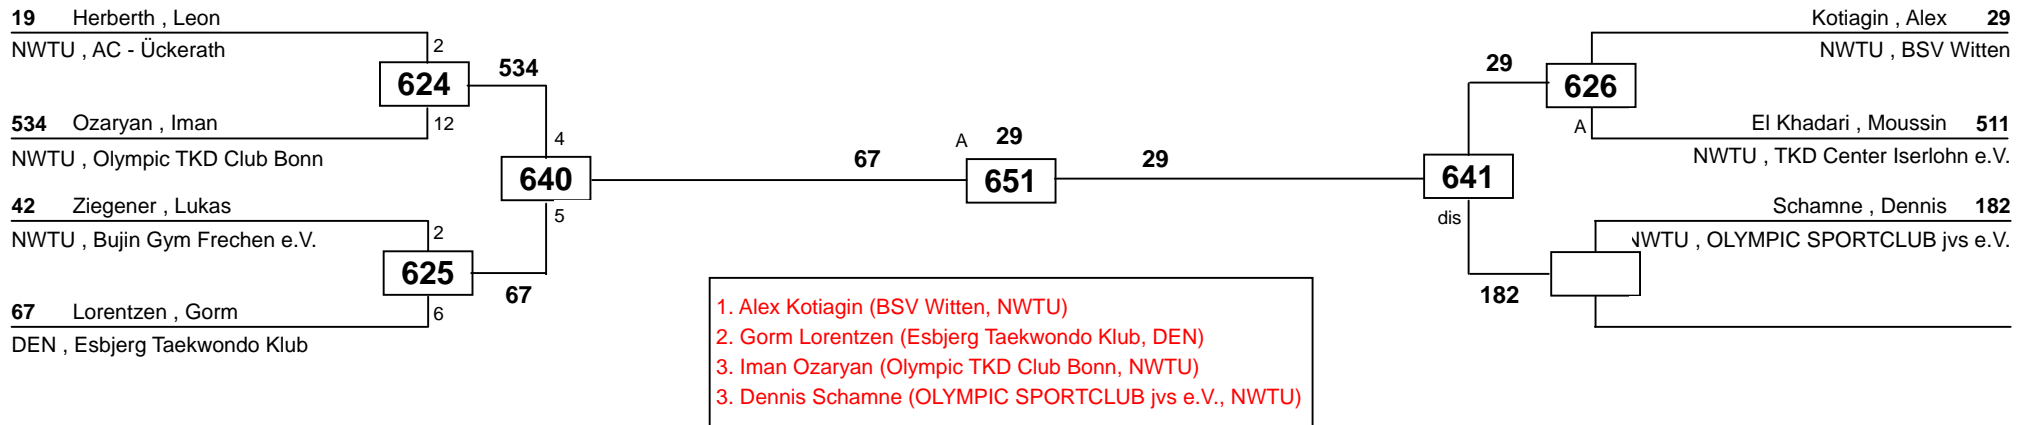 19 Herberth , Leon
NWTU , AC - Ückerath
2
624
534
534 Ozaryan , Iman
12
NWTU , Olympic TKD Club Bonn
4
640
5
42 Ziegener , Lukas
NWTU , Bujin Gym Frechen e.V.
2
625
67
67 Lorentzen , Gorm
6
DEN , Esbjerg Taekwondo Klub
67
A 29
651
29
Kotiagin , Alex 29
NWTU , BSV Witten
29
626
A
El Khadari , Moussin 511
NWTU , TKD Center Iserlohn e.V.
641
dis
Schamne , Dennis 182
NWTU , OLYMPIC SPORTCLUB jvs e.V.
182
1. Alex Kotiagin (BSV Witten, NWTU)
2. Gorm Lorentzen (Esbjerg Taekwondo Klub, DEN)
3. Iman Ozaryan (Olympic TKD Club Bonn, NWTU)
3. Dennis Schamne (OLYMPIC SPORTCLUB jvs e.V., NWTU)